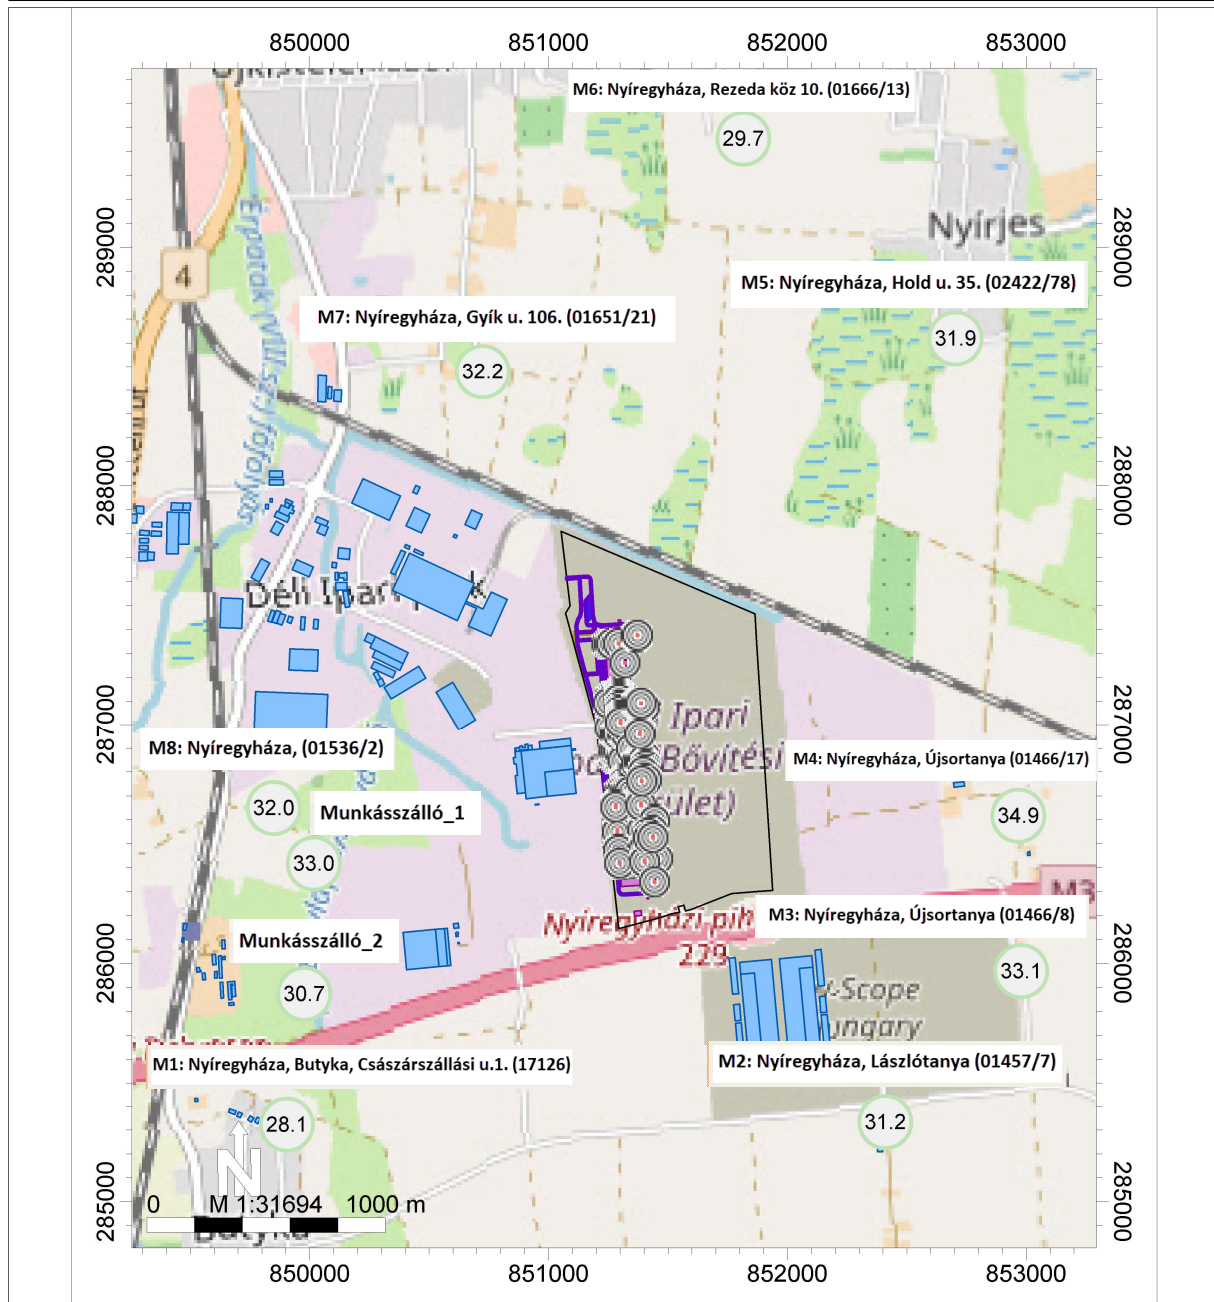 850000 851000 852000 853000
M6: Nyíregyháza, Rezeda köz 10. (01666/13)
29.7
289000
289000
Nyírjes
4
M5: Nyíregyháza, Hold u. 35. (02422/78)
M7: Nyíregyháza, Gyík u. 106. (01651/21)
31.9
32.2
288000
288000
Déli Ipari
287000
287000
Ipari
Bővítési
M8: Nyíregyháza, (01536/2)
M4: Nyíregyháza, Újsortanya (01466/17)
32.0
Munkásszálló_1
34.9
33.0
M3
M3: Nyíregyháza, Újsortanya (01466/8)
Nyíregyházi pih
229
Munkásszálló_2
286000
286000
33.1
30.7
-Scope
ungary
M1: Nyíregyháza, Butyka, Császárszállási u.1. (17126)
M2: Nyíregyháza, Lászlótanya (01457/7)
28.1
31.2
N
285000
285000
0 M 1:31694 1000 m
Butyka
850000 851000 852000 853000